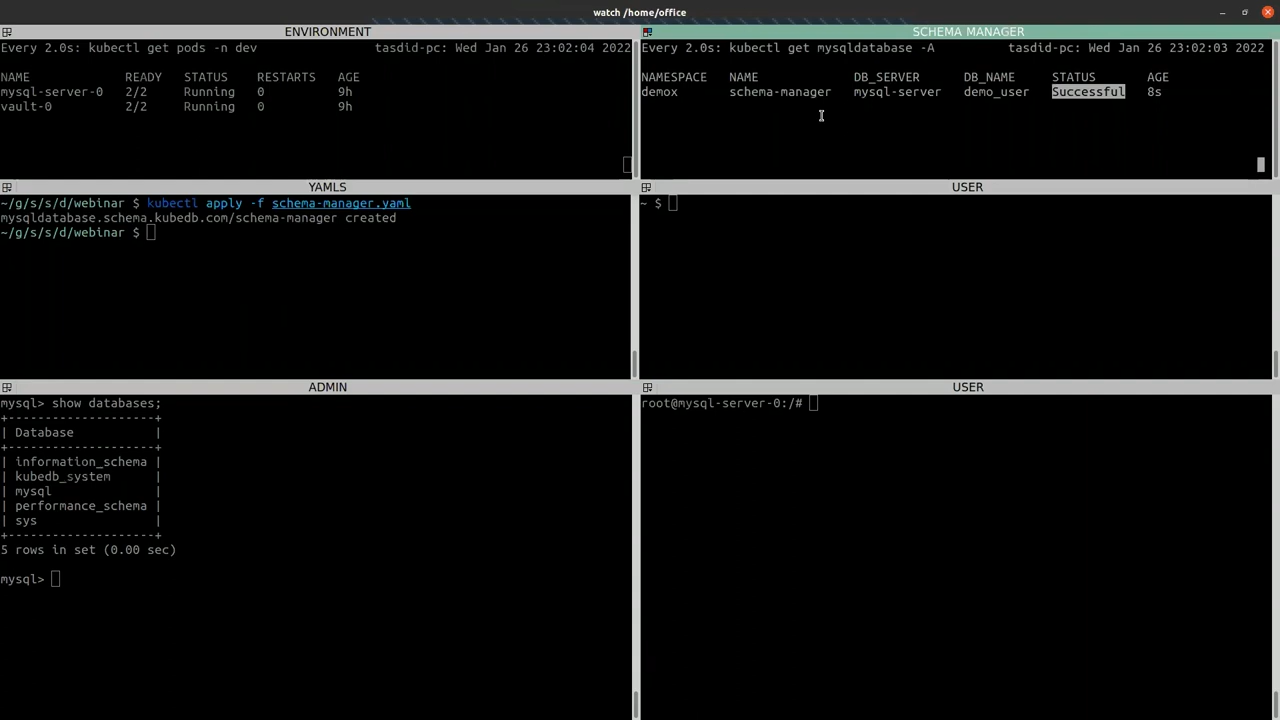 watch /home/office
ENVIRONMENT
Every 2.0s: kubectl get pods -n dev tasdid-pc: Wed Jan 26 23:02:04 2022
NAME READY STATUS RESTARTS AGE
mysql-server-0 2/2 Running 0 9h
vault-0 2/2 Running 0 9h
SCHEMA MANAGER
Every 2.0s: kubectl get mysqldatabase -A tasdid-pc: Wed Jan 26 23:02:03 2022
NAMESPACE NAME DB_SERVER DB_NAME STATUS AGE
demox schema-manager mysql-server demo_user Successful 8s
YAMLS
~/g/s/s/d/webinar $ kubectl apply -f schema-manager.yaml
mysqldatabase.schema.kubedb.com/schema-manager created
~/g/s/s/d/webinar $
USER
~ $
ADMIN
mysql> show databases;
+--------------------+
| Database |
+--------------------+
| information_schema |
| kubedb_system |
| mysql |
| performance_schema |
| sys |
+--------------------+
5 rows in set (0.00 sec)
mysql>
USER
root@mysql-server-0:/#